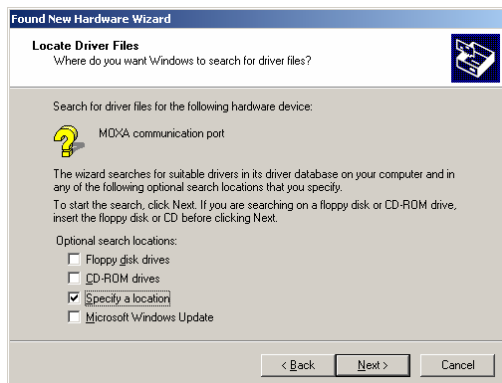 Found New Hardware Wizard
Locate Driver Files
Where do you want Windows to search for driver files?
Search for driver files for the following hardware device:
MOXA communication port
The wizard searches for suitable drivers in its driver database on your computer and in
any of the following optional search locations that you specify.
To start the search, click Next. If you are searching on a floppy disk or CD-ROM drive,
insert the floppy disk or CD before clicking Next.
Optional search locations:
Floppy disk drives
CD-ROM drives
Specify a location
Microsoft Windows Update
< Back Next > Cancel